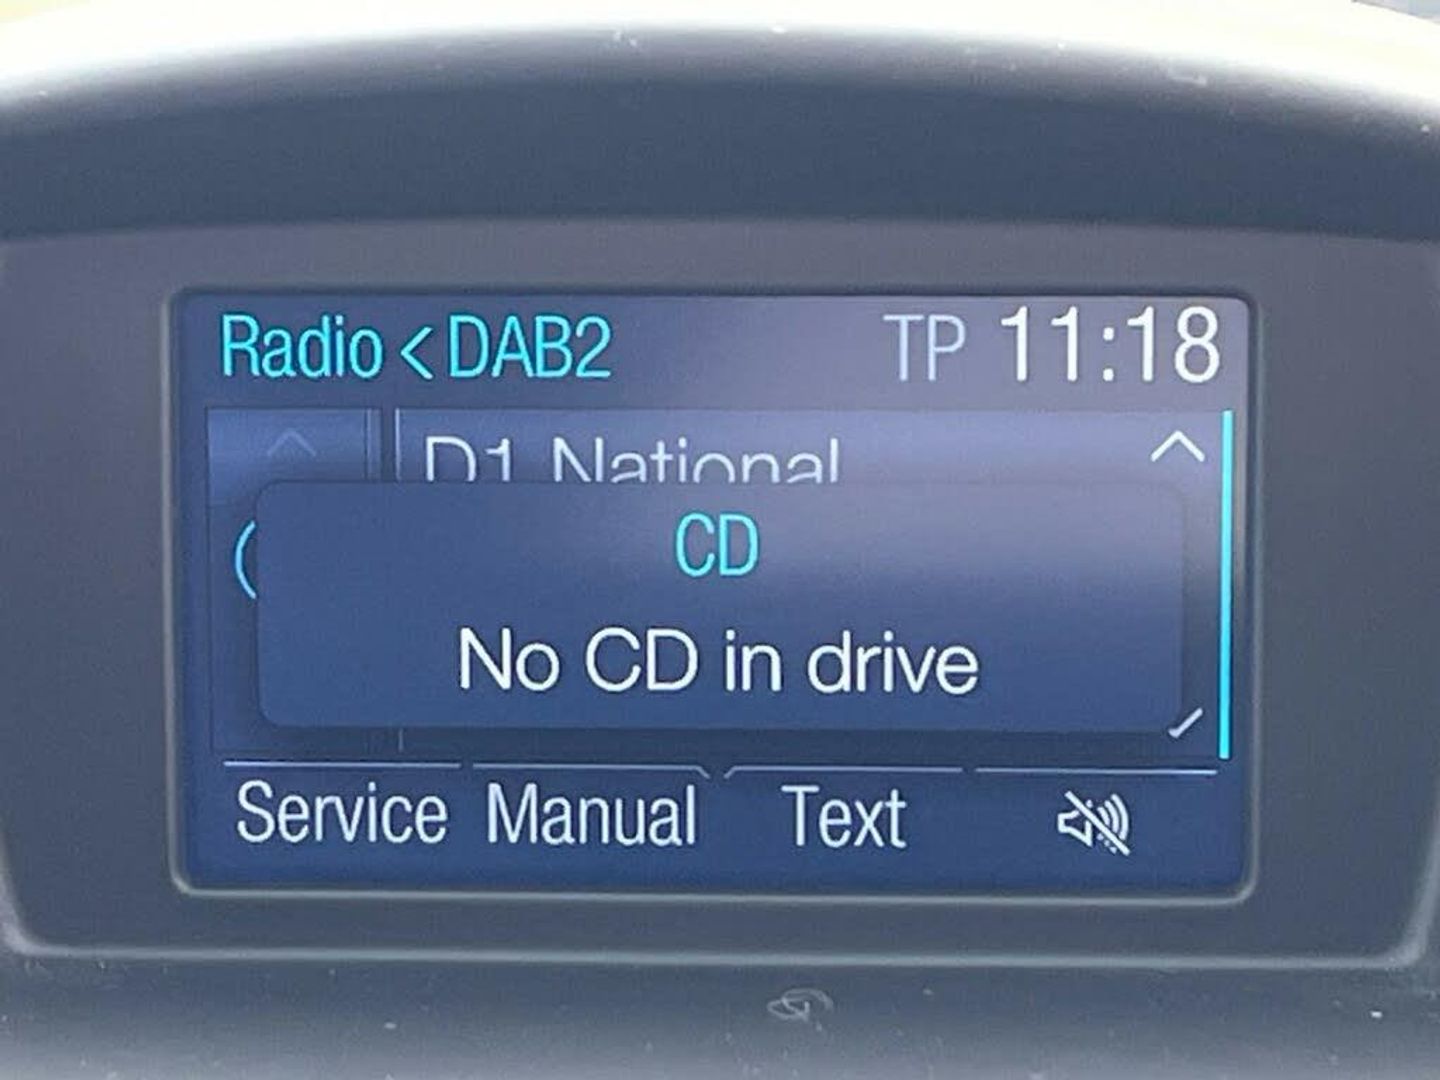 Radio < DAB2 TP 11:18
D1 National
CD
No CD in drive
Service Manual Text